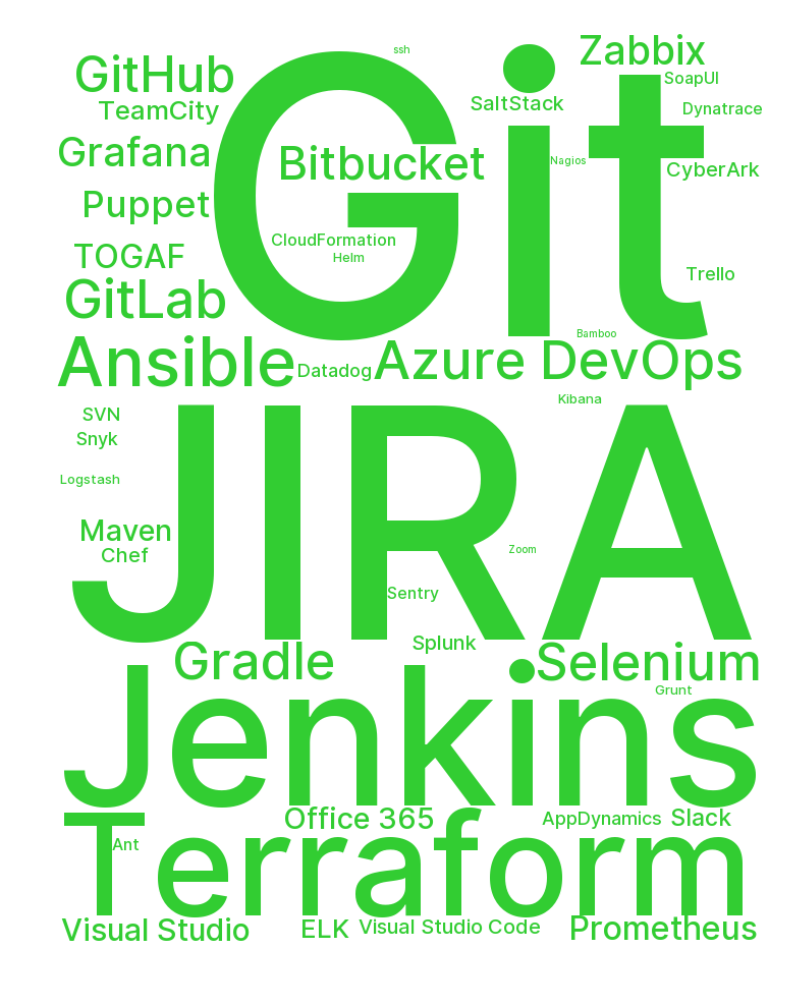 ssh
Zabbix
GitHub
Git
SoapUI
TeamCity
SaltStack
Dynatrace
Grafana
Bitbucket
Nagios
CyberArk
Puppet
CloudFormation
TOGAF
Helm
Trello
GitLab
Bamboo
Ansible
Datadog
Azure DevOps
Kibana
SVN
Snyk
JIRA
Logstash
Maven
Chef
Zoom
Sentry
Splunk
Gradle
Selenium
Grunt
Jenkins
Office 365
AppDynamics
Slack
Ant
Terraform
Visual Studio
ELK
Visual Studio Code
Prometheus